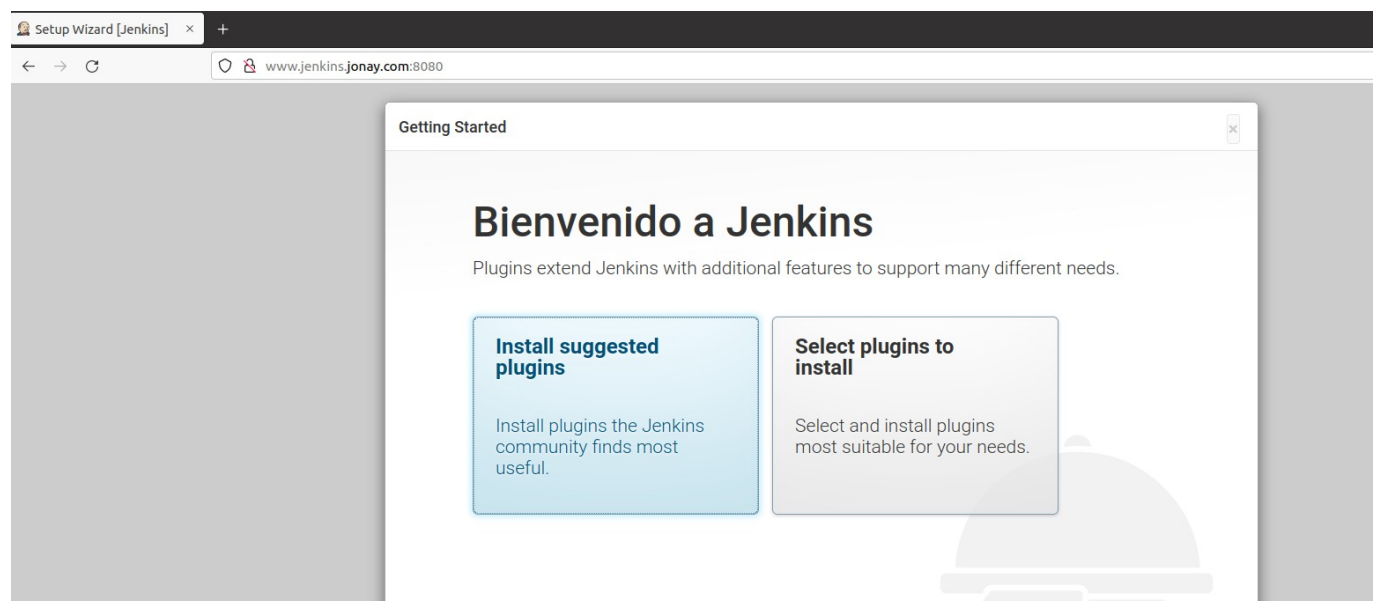 Setup Wizard [Jenkins]
www.jenkins.jonay.com:8080
Getting Started
Bienvenido a Jenkins
Plugins extend Jenkins with additional features to support many different needs.
Install suggested
plugins
Install plugins the Jenkins
community finds most
useful.
Select plugins to
install
Select and install plugins
most suitable for your needs.